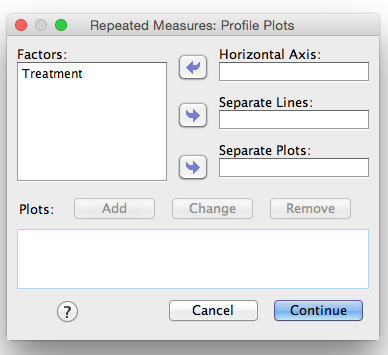 Repeated Measures: Profile Plots
Factors:
Treatment
Horizontal Axis:
Separate Lines:
Separate Plots:
Plots: Add Change Remove
? Cancel Continue